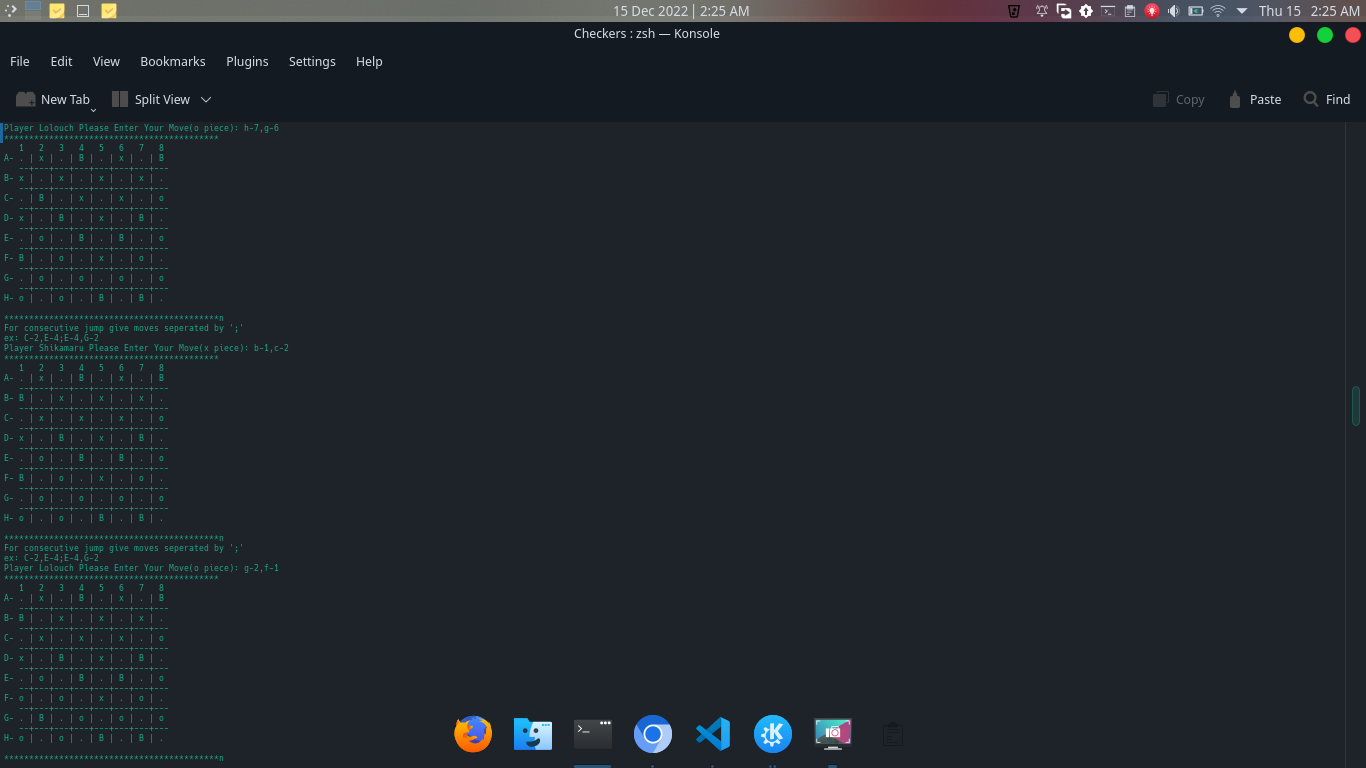 15 Dec 2022 | 2:25 AM
Thu 15 2:25 AM
Checkers : zsh — Konsole
File Edit View Bookmarks Plugins Settings Help
New Tab Split View Copy Paste Find
Player Lolouch Please Enter Your Move(o piece): h-7,g-6
*******************************************
1 2 3 4 5 6 7 8
A- . | x | . | B | . | x | . | B
--+---+---+---+---+---+---+---
B- x | . | x | . | x | . | x | .
--+---+---+---+---+---+---+---
C- . | B | . | x | . | x | . | o
--+---+---+---+---+---+---+---
D- x | . | B | . | x | . | B | .
--+---+---+---+---+---+---+---
E- . | o | . | B | . | B | . | o
--+---+---+---+---+---+---+---
F- B | . | o | . | x | . | o | .
--+---+---+---+---+---+---+---
G- . | o | . | o | . | o | . | o
--+---+---+---+---+---+---+---
H- o | . | o | . | B | . | B | .
*******************************************n
For consecutive jump give moves seperated by ';'
ex: C-2,E-4;E-4,G-2
Player Shikamaru Please Enter Your Move(x piece): b-1,c-2
*******************************************
1 2 3 4 5 6 7 8
A- . | x | . | B | . | x | . | B
--+---+---+---+---+---+---+---
B- B | . | x | . | x | . | x | .
--+---+---+---+---+---+---+---
C- . | x | . | x | . | x | . | o
--+---+---+---+---+---+---+---
D- x | . | B | . | x | . | B | .
--+---+---+---+---+---+---+---
E- . | o | . | B | . | B | . | o
--+---+---+---+---+---+---+---
F- B | . | o | . | x | . | o | .
--+---+---+---+---+---+---+---
G- . | o | . | o | . | o | . | o
--+---+---+---+---+---+---+---
H- o | . | o | . | B | . | B | .
*******************************************n
For consecutive jump give moves seperated by ';'
ex: C-2,E-4;E-4,G-2
Player Lolouch Please Enter Your Move(o piece): g-2,f-1
*******************************************
1 2 3 4 5 6 7 8
A- . | x | . | B | . | x | . | B
--+---+---+---+---+---+---+---
B- B | . | x | . | x | . | x | .
--+---+---+---+---+---+---+---
C- . | x | . | x | . | x | . | o
--+---+---+---+---+---+---+---
D- x | . | B | . | x | . | B | .
--+---+---+---+---+---+---+---
E- . | o | . | B | . | B | . | o
--+---+---+---+---+---+---+---
F- o | . | o | . | x | . | o | .
--+---+---+---+---+---+---+---
G- . | B | . | o | . | o | . | o
--+---+---+---+---+---+---+---
H- o | . | o | . | B | . | B | .
*******************************************n